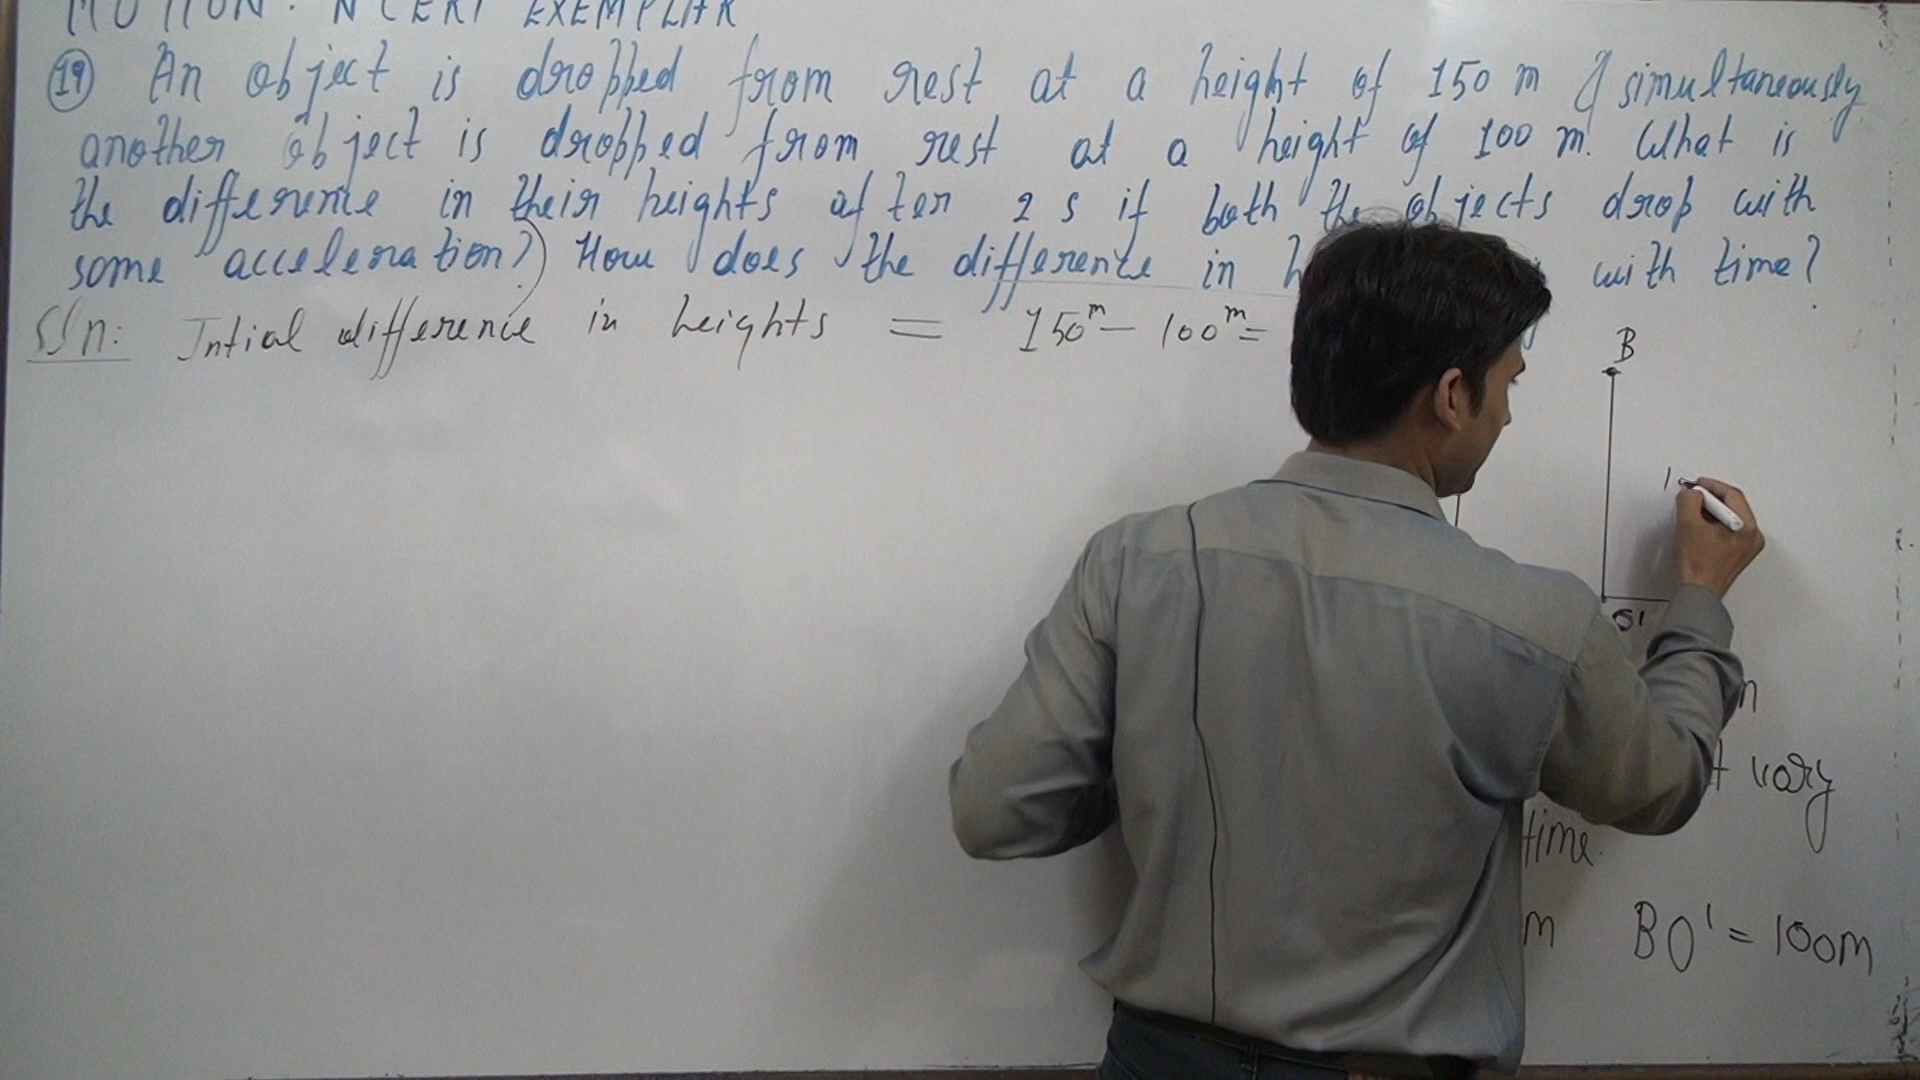 MOTION: NCERT EXEMPLAR
19 An object is dropped from rest at a height of 150 m & simultaneously
another object is dropped from rest at a height of 100 m. What is
the difference in their heights after 2 s if both the objects drop with
some acceleration? How does the difference in with time?
Sln: Intial difference in heights = 150m - 100m =
B
O'
vary
time.
m BO' = 100m